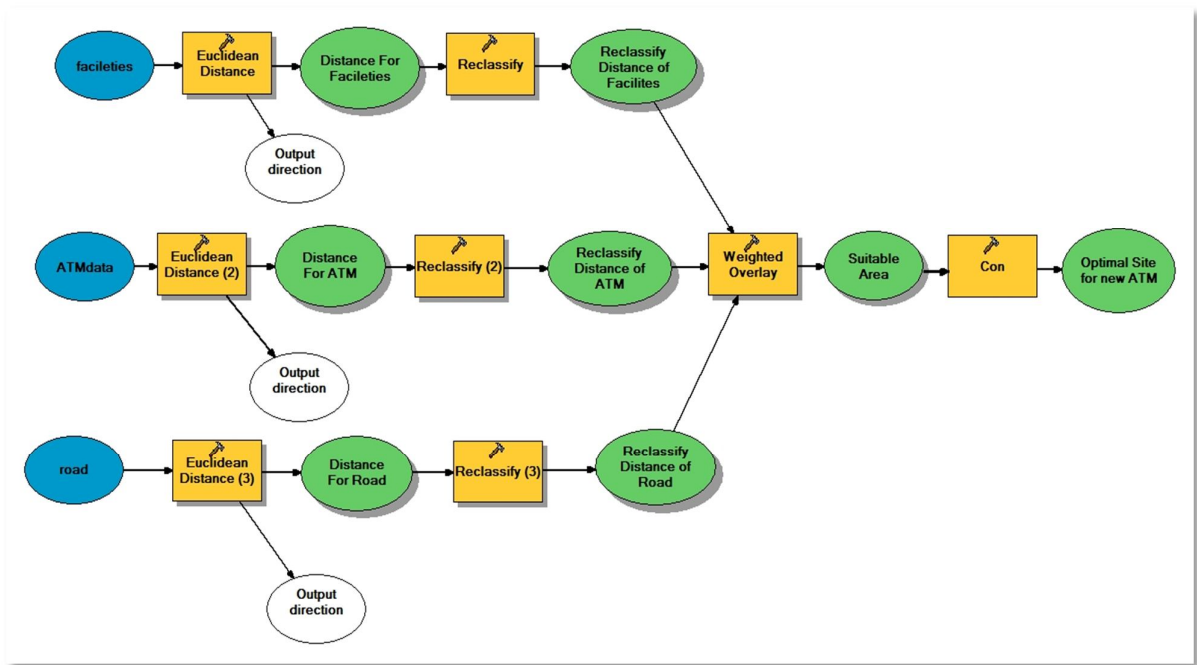 facileties
Euclidean
Distance
Distance For
Facileties
Reclassify
Reclassify
Distance of
Facilites
Output
direction
ATMdata
Euclidean
Distance (2)
Distance
For ATM
Reclassify (2)
Reclassify
Distance of
ATM
Weighted
Overlay
Suitable
Area
Con
Optimal Site
for new ATM
Output
direction
road
Euclidean
Distance (3)
Distance
For Road
Reclassify (3)
Reclassify
Distance of
Road
Output
direction